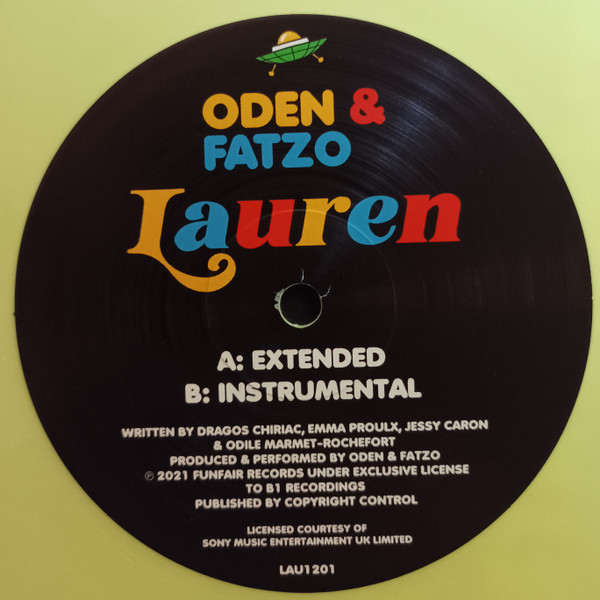 ODEN &
FATZO
Lauren
A: EXTENDED
B: INSTRUMENTAL
WRITTEN BY DRAGOS CHIRIAC, EMMA PROULX, JESSY CARON
& ODILE MARMET-ROCHEFORT
PRODUCED & PERFORMED BY ODEN & FATZO
℗ 2021 FUNFAIR RECORDS UNDER EXCLUSIVE LICENSE
TO B1 RECORDINGS
PUBLISHED BY COPYRIGHT CONTROL
LICENSED COURTESY OF
SONY MUSIC ENTERTAINMENT UK LIMITED
LAU1201